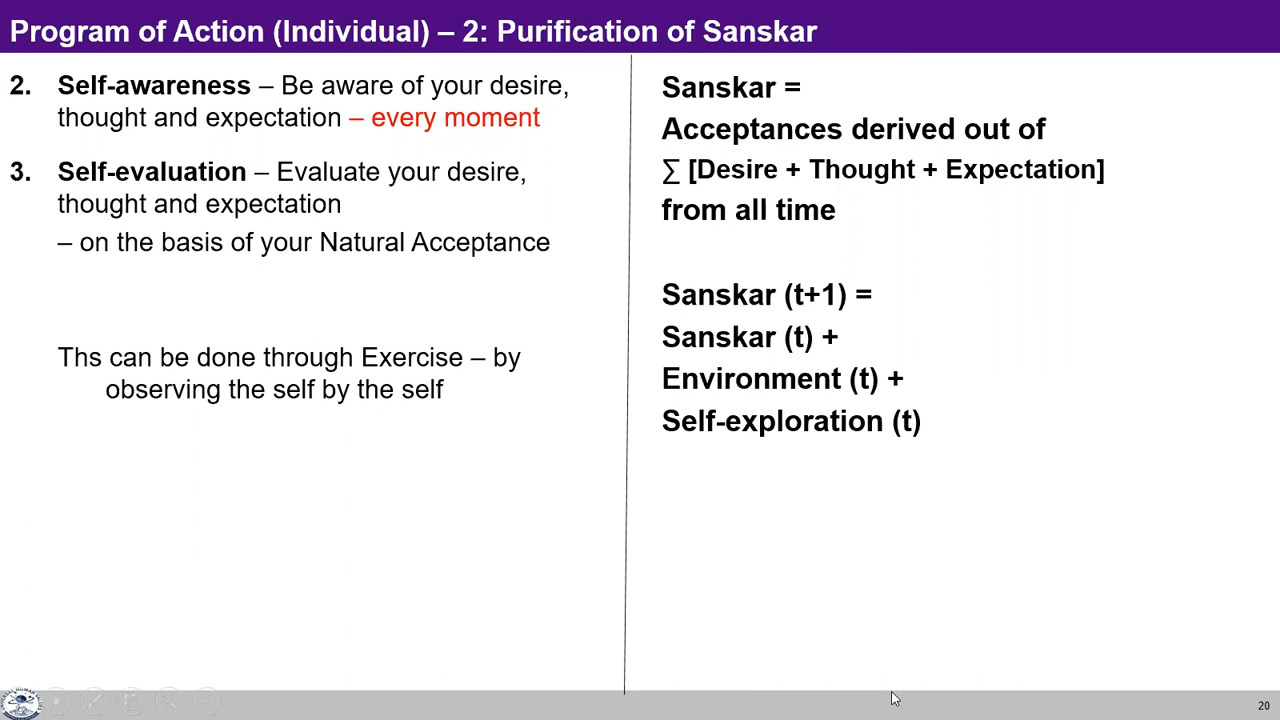 Program of Action (Individual) – 2: Purification of Sanskar
2. Self-awareness – Be aware of your desire,
thought and expectation – every moment
3. Self-evaluation – Evaluate your desire,
thought and expectation
– on the basis of your Natural Acceptance
Ths can be done through Exercise – by
observing the self by the self
Sanskar =
Acceptances derived out of
∑ [Desire + Thought + Expectation]
from all time
Sanskar (t+1) =
Sanskar (t) +
Environment (t) +
Self-exploration (t)
20